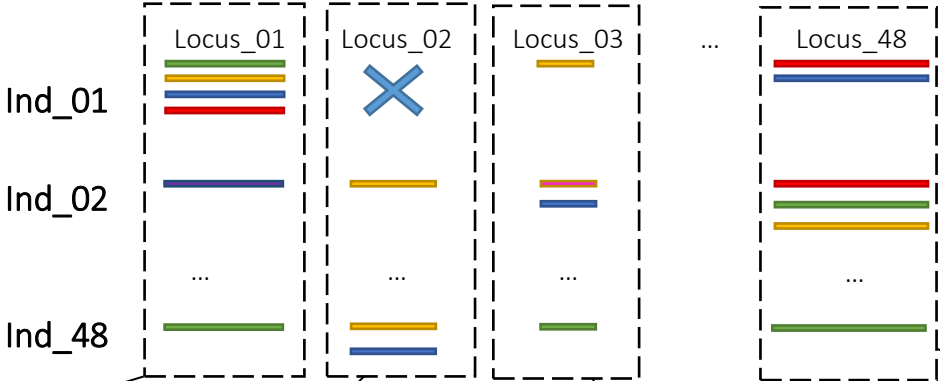 Locus_01 Locus_02 Locus_03 ... Locus_48
Ind_01
Ind_02
... ... ... ...
Ind_48